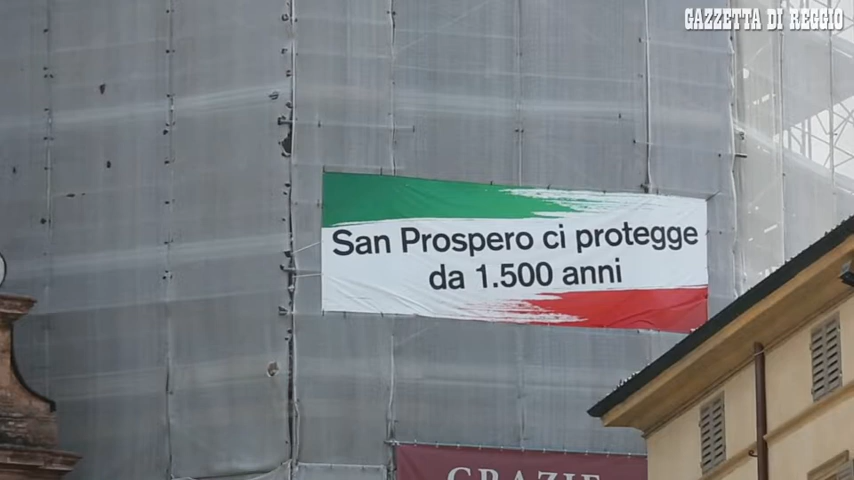 GAZZETTA DI REGGIO
San Prospero ci protegge
da 1.500 anni
GRAZIE